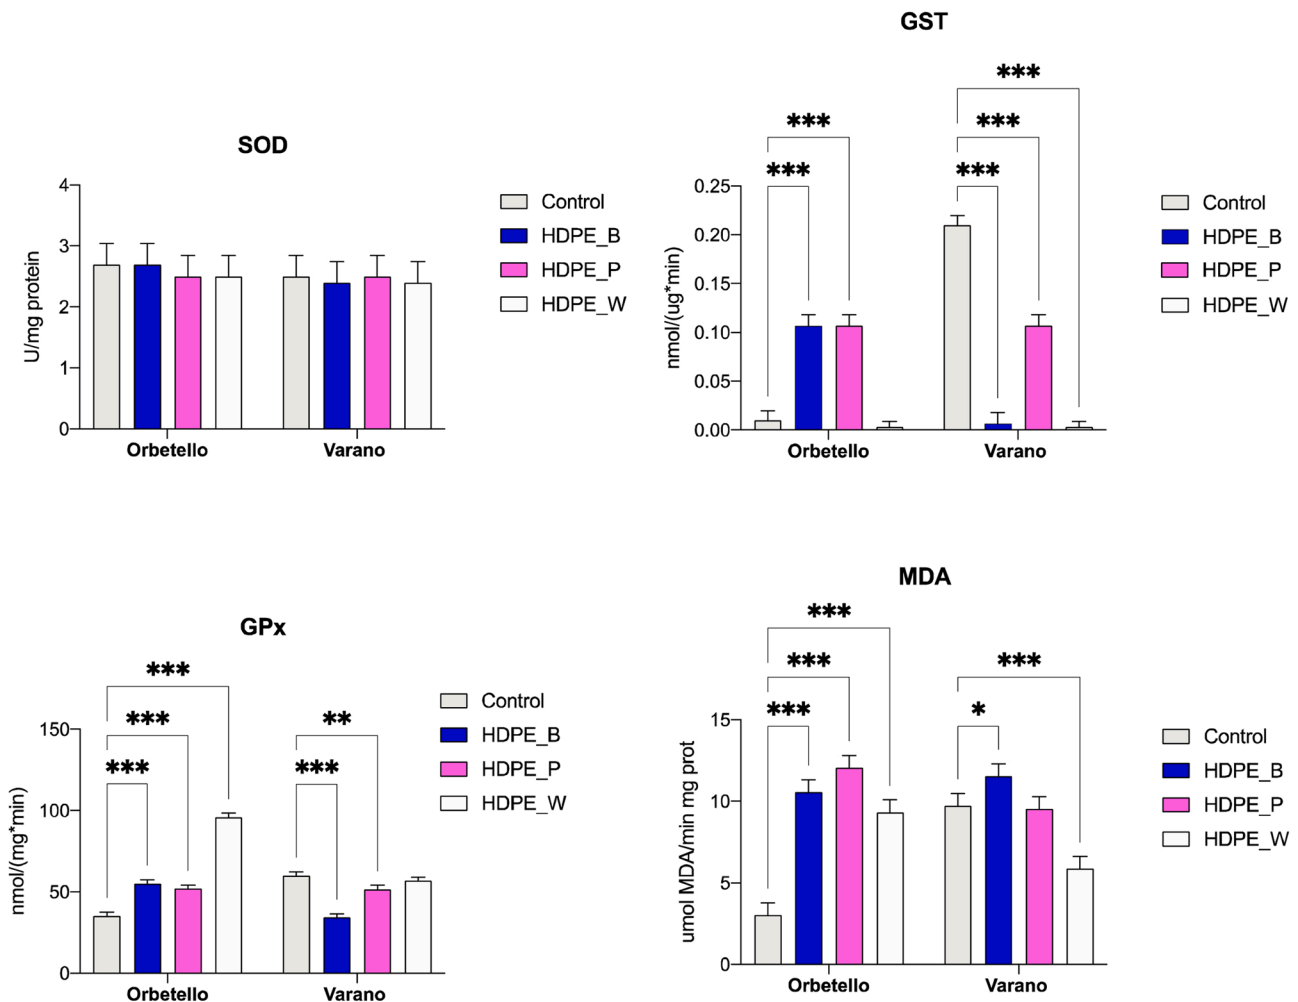 SOD
U/mg protein
4
3
2
1
0
Orbetello
Varano
Control
HDPE_B
HDPE_P
HDPE_W
GST
nmol/(ug*min)
0.25
0.20
0.15
0.10
0.05
0.00
***
***
***
***
***
Orbetello
Varano
Control
HDPE_B
HDPE_P
HDPE_W
GPx
nmol/(mg*min)
150
100
50
0
***
***
***
**
***
Orbetello
Varano
Control
HDPE_B
HDPE_P
HDPE_W
MDA
umol MDA/min mg prot
15
10
5
0
***
***
***
***
*
Orbetello
Varano
Control
HDPE_B
HDPE_P
HDPE_W